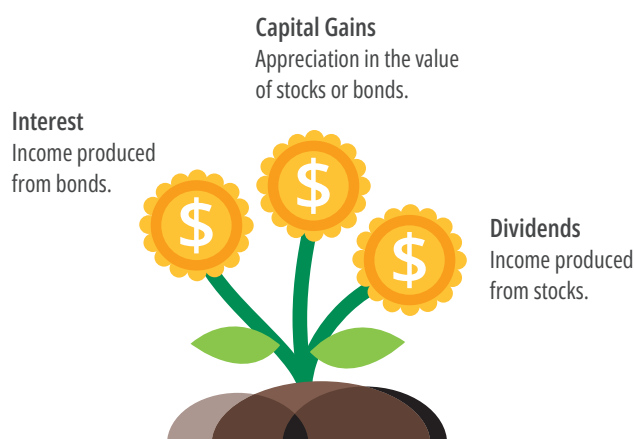 Capital Gains
Appreciation in the value
of stocks or bonds.
Interest
Income produced
from bonds.
$
$
$
Dividends
Income produced
from stocks.